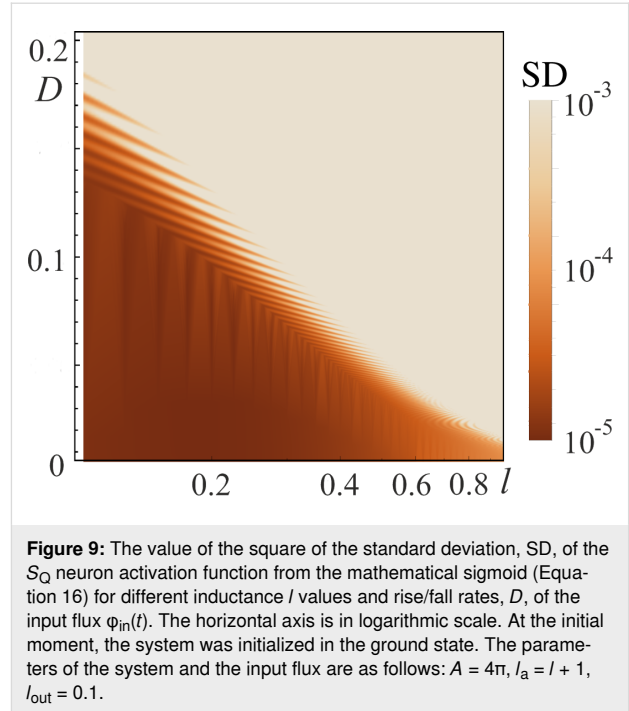 0.2
D
0.1
0
0.2
0.4
0.6
0.8
l
SD
10⁻³
10⁻⁴
10⁻⁵
Figure 9: The value of the square of the standard deviation, SD, of the
S_Q neuron activation function from the mathematical sigmoid (Equa-
tion 16) for different inductance l values and rise/fall rates, D, of the
input flux φ_in(t). The horizontal axis is in logarithmic scale. At the initial
moment, the system was initialized in the ground state. The parame-
ters of the system and the input flux are as follows: A = 4π, l_a = l + 1,
l_out = 0.1.